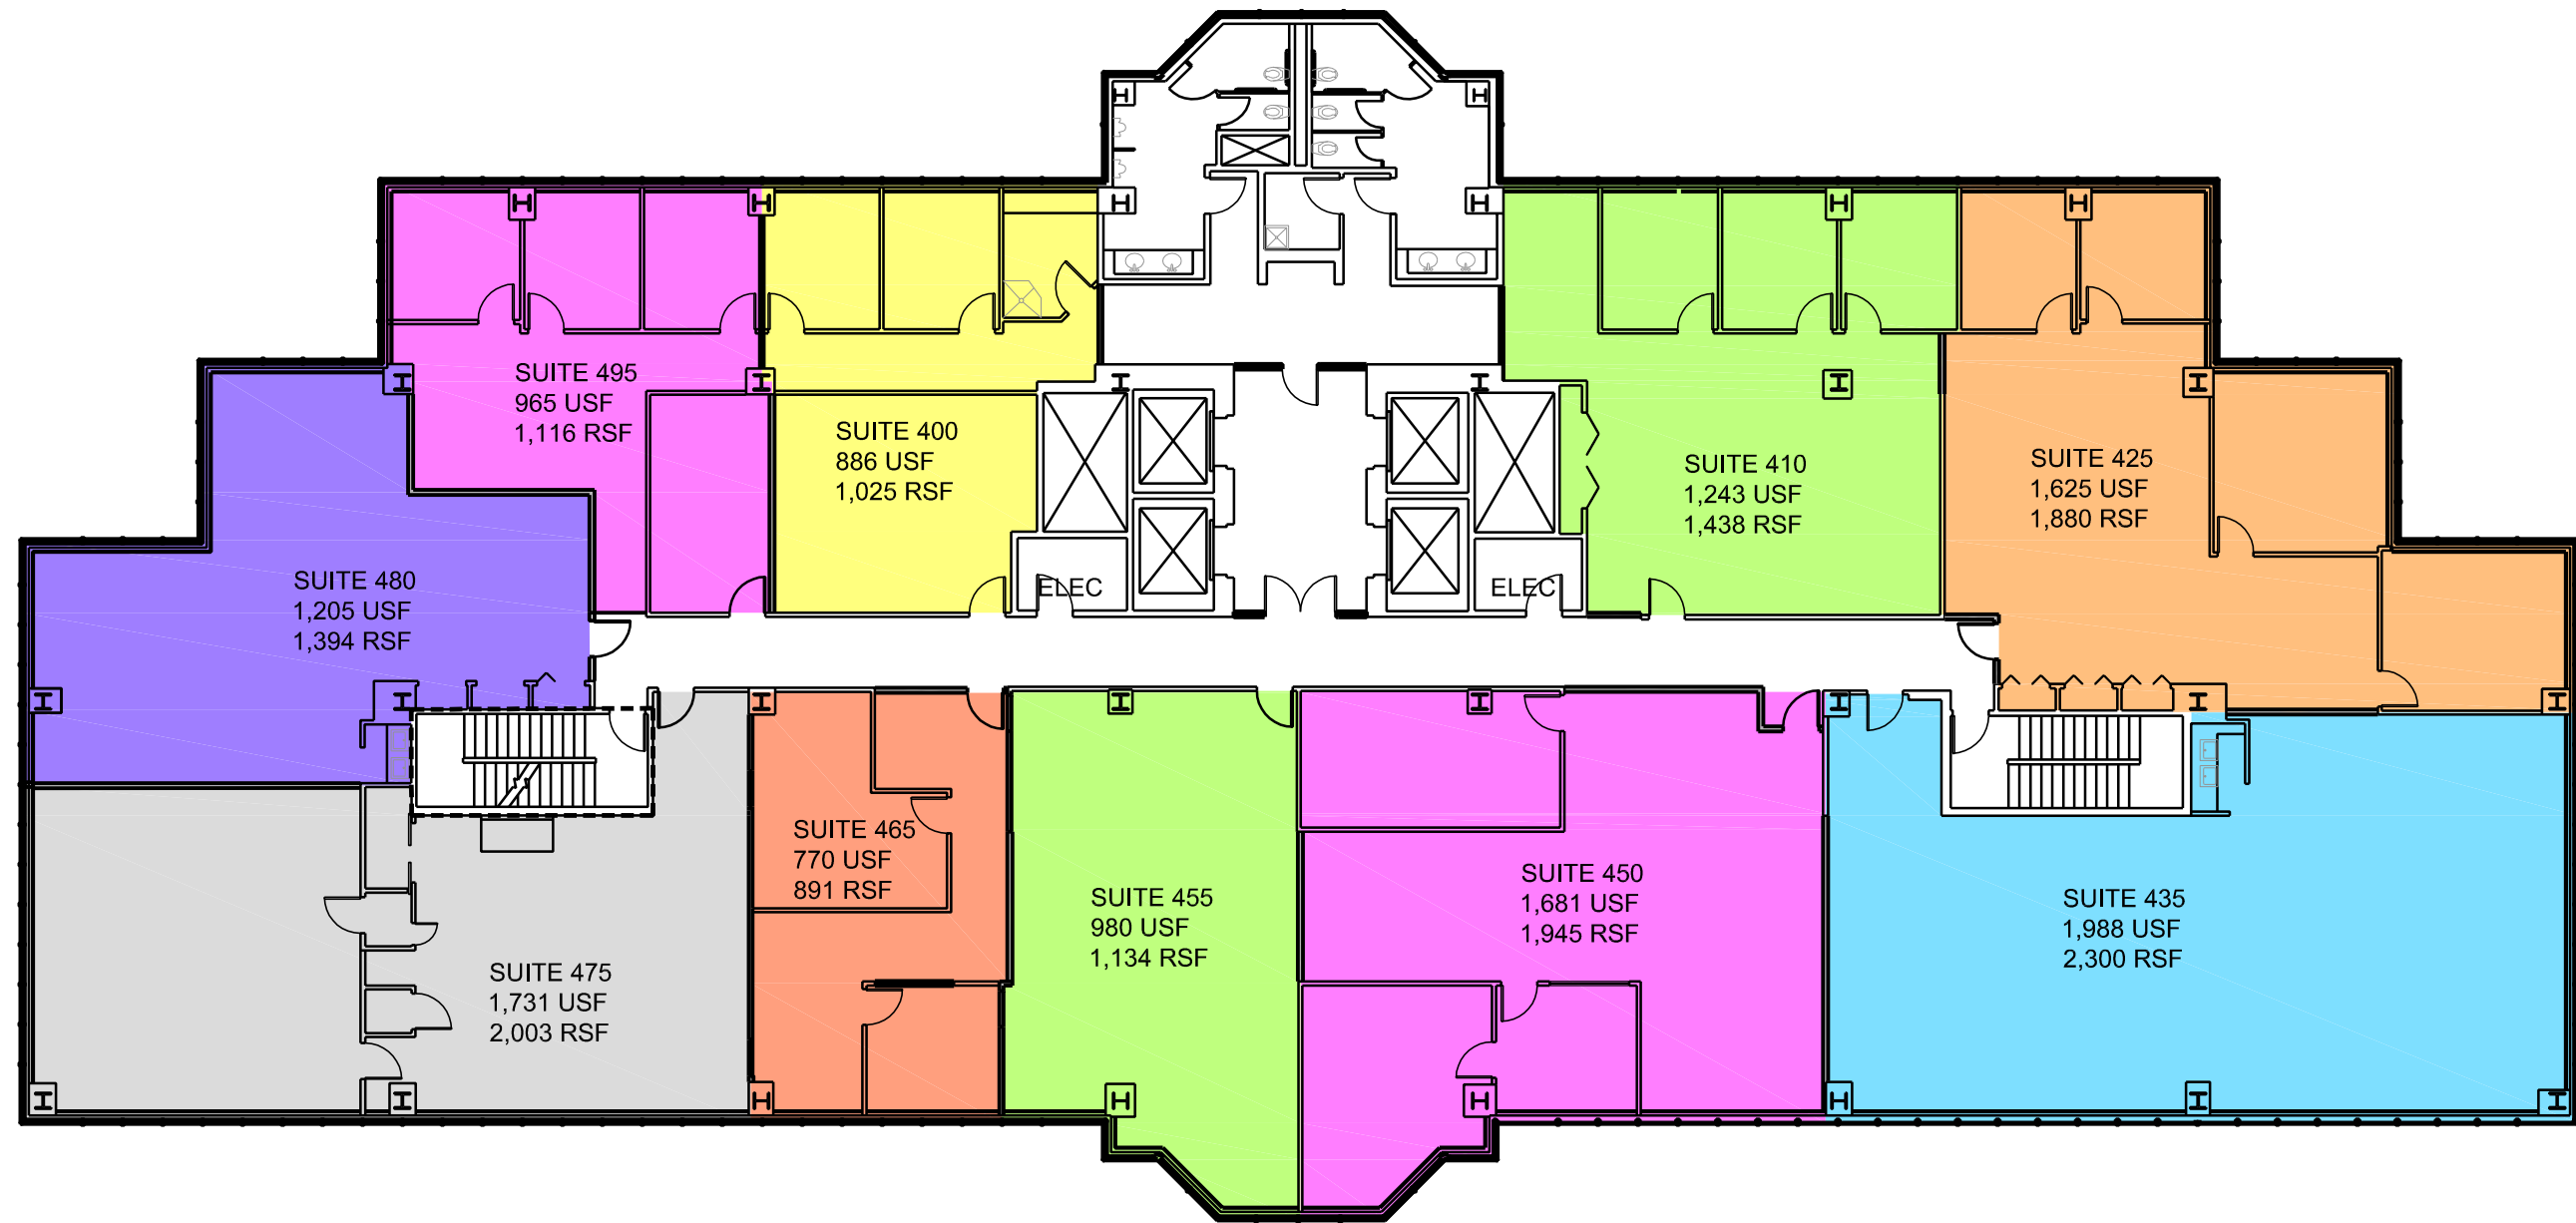 SUITE 495
965 USF
1,116 RSF
SUITE 400
886 USF
1,025 RSF
SUITE 410
1,243 USF
1,438 RSF
SUITE 425
1,625 USF
1,880 RSF
SUITE 480
1,205 USF
1,394 RSF
ELEC
ELEC
SUITE 465
770 USF
891 RSF
SUITE 455
980 USF
1,134 RSF
SUITE 450
1,681 USF
1,945 RSF
SUITE 435
1,988 USF
2,300 RSF
SUITE 475
1,731 USF
2,003 RSF